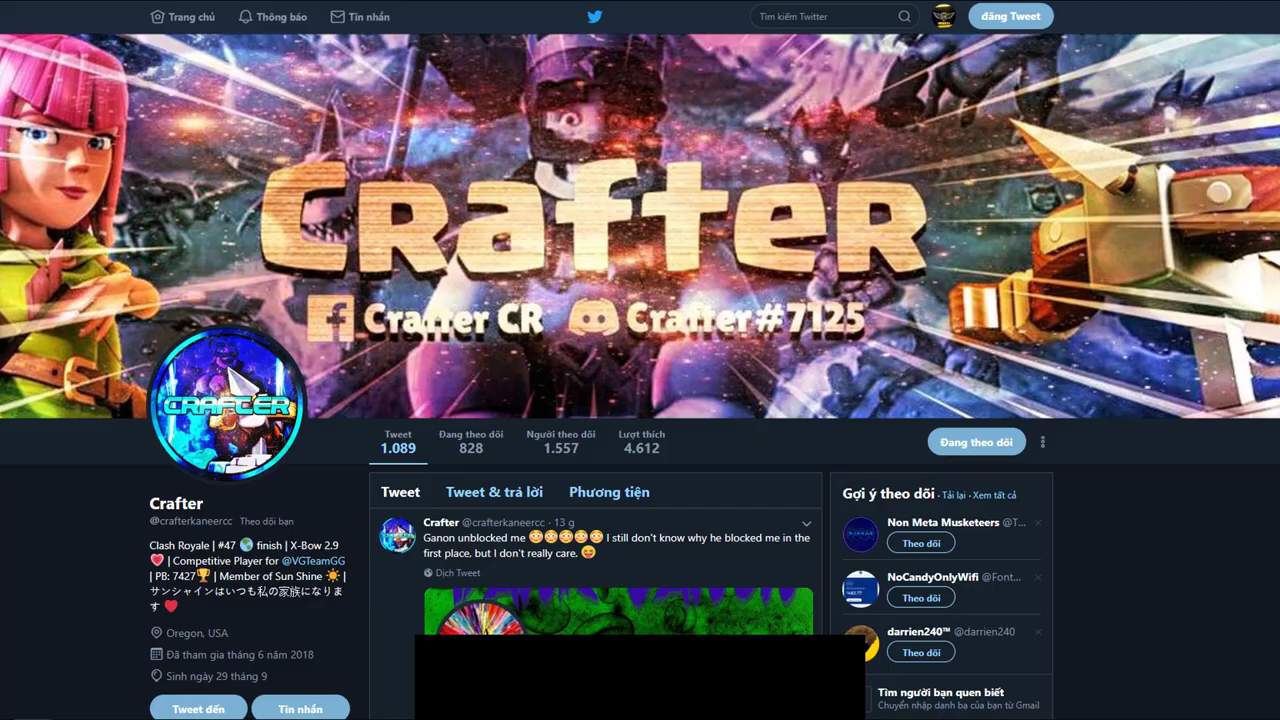 Trang chủ
Thông báo
Tin nhắn
Tìm kiếm Twitter
đăng Tweet
Crafter
Crafter CR
Crafter#7125
CRAFTER
Tweet
1.089
Đang theo dõi
828
Người theo dõi
1.557
Lượt thích
4.612
Đang theo dõi
Crafter
@crafterkaneercc Theo dõi bạn
Clash Royale | #47 🌎 finish | X-Bow 2.9
❤️ | Competitive Player for @VGTeamGG
| PB: 7427🏆 | Member of Sun Shine ☀️ |
サンシャインはいつも私の家族になりま
す ❤️
Oregon, USA
Đã tham gia tháng 6 năm 2018
Sinh ngày 29 tháng 9
Tweet đến
Tin nhắn
Tweet
Tweet & trả lời
Phương tiện
Crafter @crafterkaneercc · 13 g
Ganon unblocked me 😳😳😳😳😳 I still don't know why he blocked me in the
first place, but I don't really care. 😋
Dịch Tweet
Gợi ý theo dõi · Tải lại · Xem tất cả
Non Meta Musketeers @T...
Theo dõi
NoCandyOnlyWifi @Font...
Theo dõi
darrien240™ @darrien240
Theo dõi
Tìm người bạn quen biết
Chuyển nhập danh bạ của bạn từ Gmail